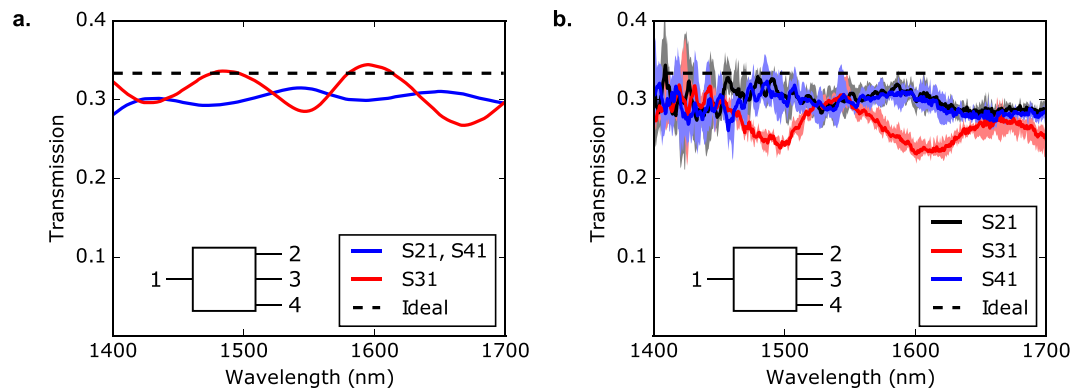 a.
0.4
0.3
0.2
0.1
Transmission
1400
1500
1600
1700
Wavelength (nm)
1
2
3
4
S21, S41
S31
Ideal
b.
0.4
0.3
0.2
0.1
Transmission
1400
1500
1600
1700
Wavelength (nm)
1
2
3
4
S21
S31
S41
Ideal